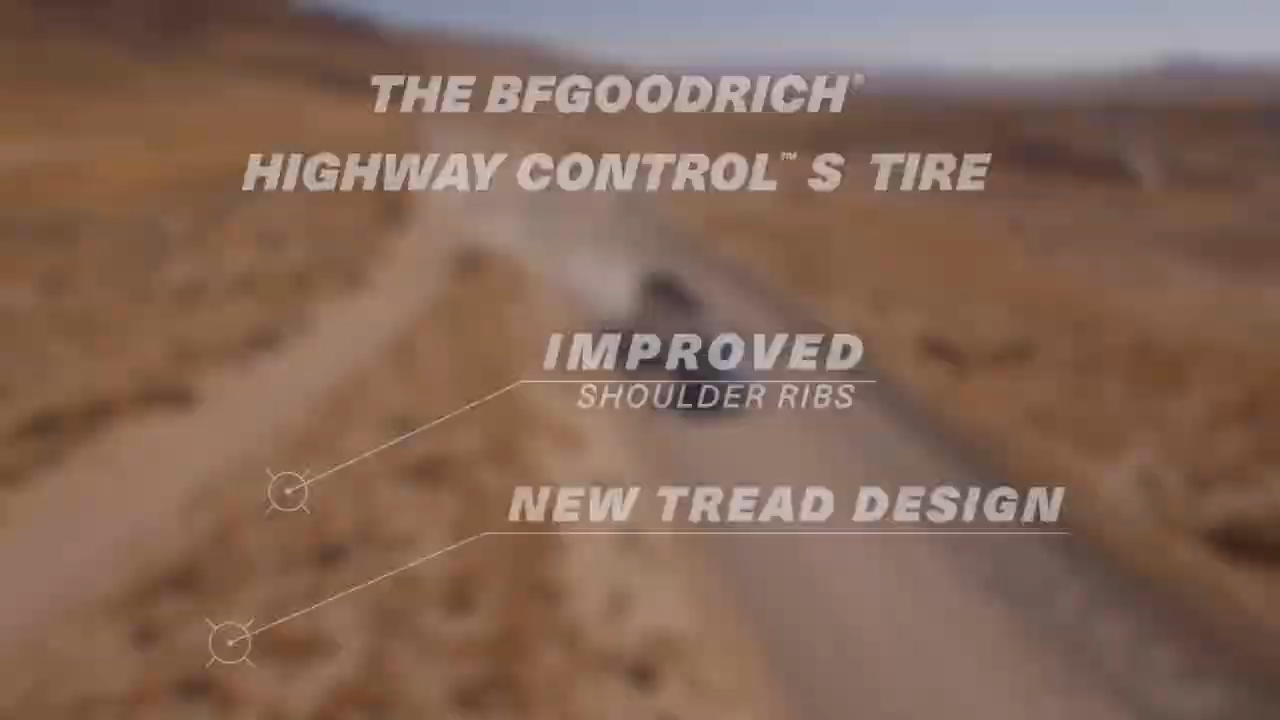 THE BFGOODRICH®
HIGHWAY CONTROL™ S TIRE
IMPROVED
SHOULDER RIBS
NEW TREAD DESIGN